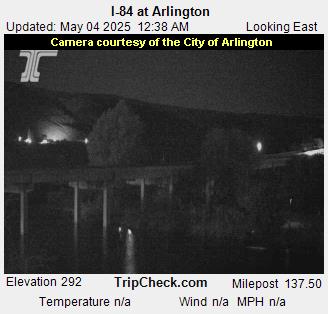 I-84 at Arlington
Updated: May 04 2025 12:38 AM Looking East
Camera courtesy of the City of Arlington
Elevation 292 TripCheck.com Milepost 137.50
Temperature n/a Wind n/a MPH n/a